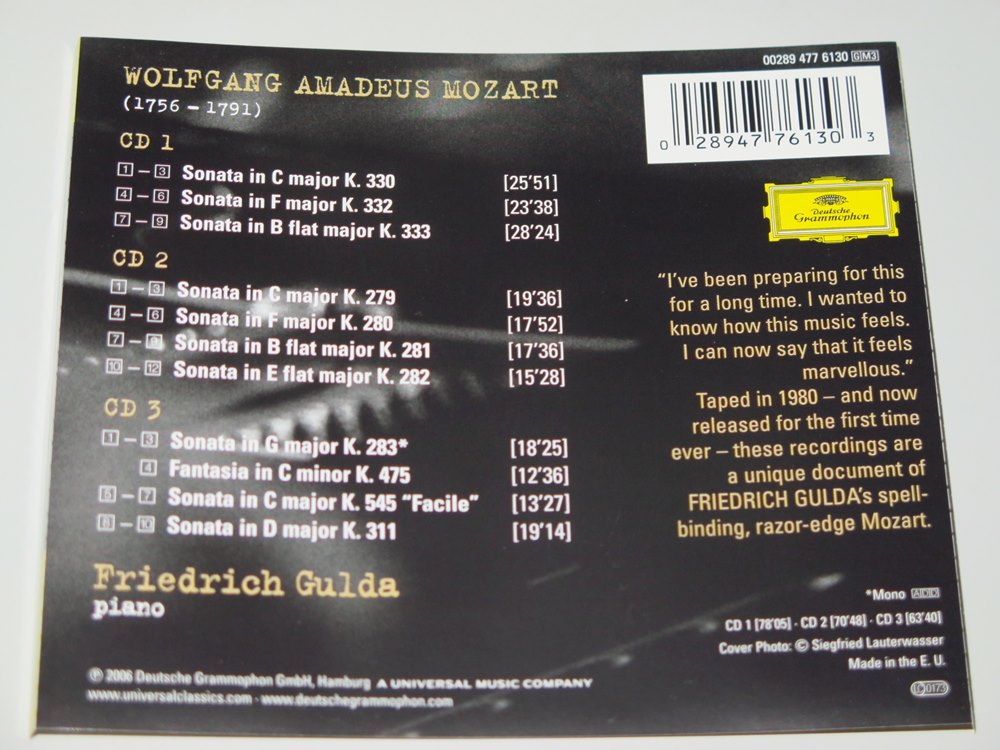 WOLFGANG AMADEUS MOZART
(1756 – 1791)
CD 1
1 – 3 Sonata in C major K. 330 [25'51]
4 – 6 Sonata in F major K. 332 [23'38]
7 – 9 Sonata in B flat major K. 333 [28'24]
CD 2
1 – 3 Sonata in C major K. 279 [19'36]
4 – 6 Sonata in F major K. 280 [17'52]
7 – 9 Sonata in B flat major K. 281 [17'36]
10 – 12 Sonata in E flat major K. 282 [15'28]
CD 3
1 – 3 Sonata in G major K. 283* [18'25]
4 Fantasia in C minor K. 475 [12'36]
5 – 7 Sonata in C major K. 545 “Facile” [13'27]
8 – 10 Sonata in D major K. 311 [19'14]
Friedrich Gulda
piano
℗ 2006 Deutsche Grammophon GmbH, Hamburg A UNIVERSAL MUSIC COMPANY
www.universalclassics.com · www.deutschegrammophon.com
00289 477 6130 GM3
0 28947 76130 3
Deutsche
Grammophon
“I've been preparing for this
for a long time. I wanted to
know how this music feels.
I can now say that it feels
marvellous.”
Taped in 1980 – and now
released for the first time
ever – these recordings are
a unique document of
FRIEDRICH GULDA's spell-
binding, razor-edge Mozart.
*Mono ADD
CD 1 [78'05] · CD 2 [70'48] · CD 3 [63'40]
Cover Photo: © Siegfried Lauterwasser
Made in the E. U.
LC 0173